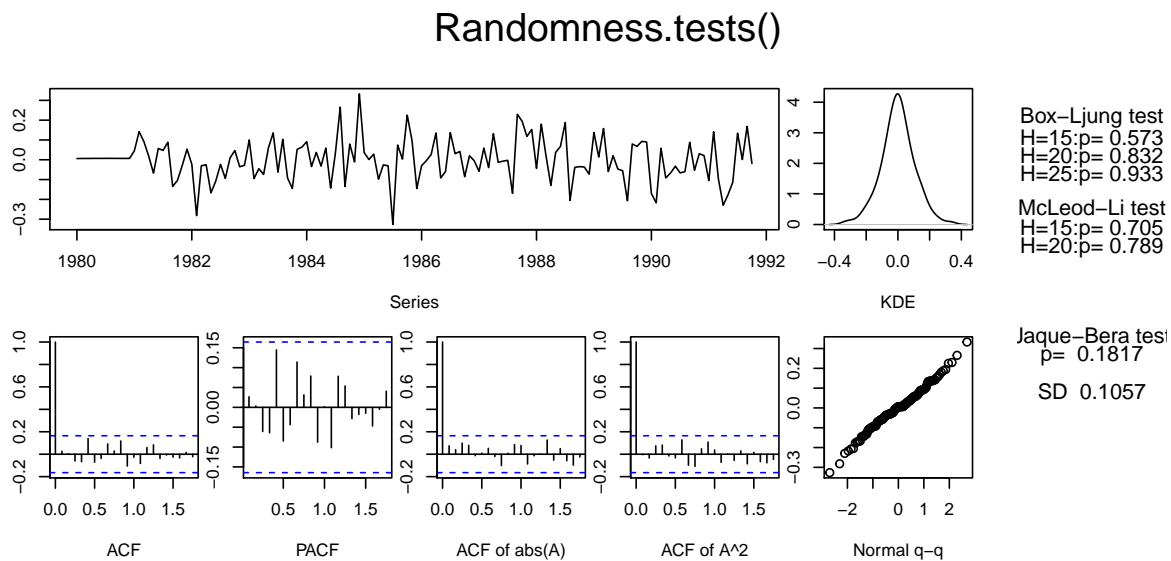 Randomness.tests()
0.2
0.0
−0.3
1980 1982 1984 1986 1988 1990 1992
Series
4
3
2
1
0
−0.4 0.0 0.4
KDE
Box−Ljung test
H=15:p= 0.573
H=20:p= 0.832
H=25:p= 0.933
McLeod−Li test
H=15:p= 0.705
H=20:p= 0.789
1.0
0.6
0.2
−0.2
0.0 0.5 1.0 1.5
ACF
0.15
0.00
−0.15
0.5 1.0 1.5
PACF
1.0
0.6
0.2
−0.2
0.0 0.5 1.0 1.5
ACF of abs(A)
1.0
0.6
0.2
−0.2
0.0 0.5 1.0 1.5
ACF of A^2
0.2
0.0
−0.3
−2 0 1 2
Normal q−q
Jaque−Bera test
p= 0.1817
SD 0.1057